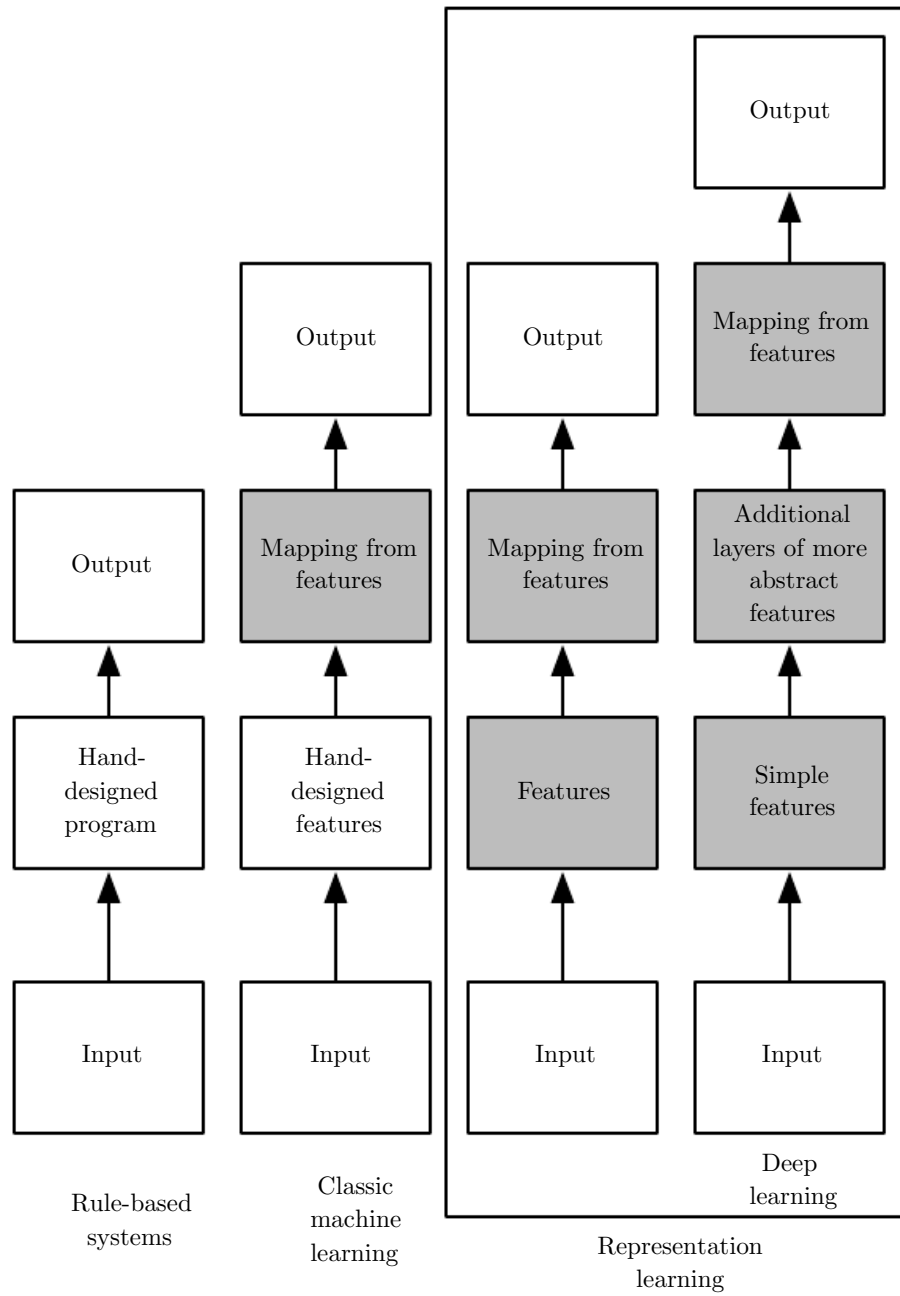 Output
Output
Output
Mapping from
features
Output
Mapping from
features
Mapping from
features
Additional
layers of more
abstract
features
Hand-
designed
program
Hand-
designed
features
Features
Simple
features
Input
Input
Input
Input
Rule-based
systems
Classic
machine
learning
Deep
learning
Representation
learning